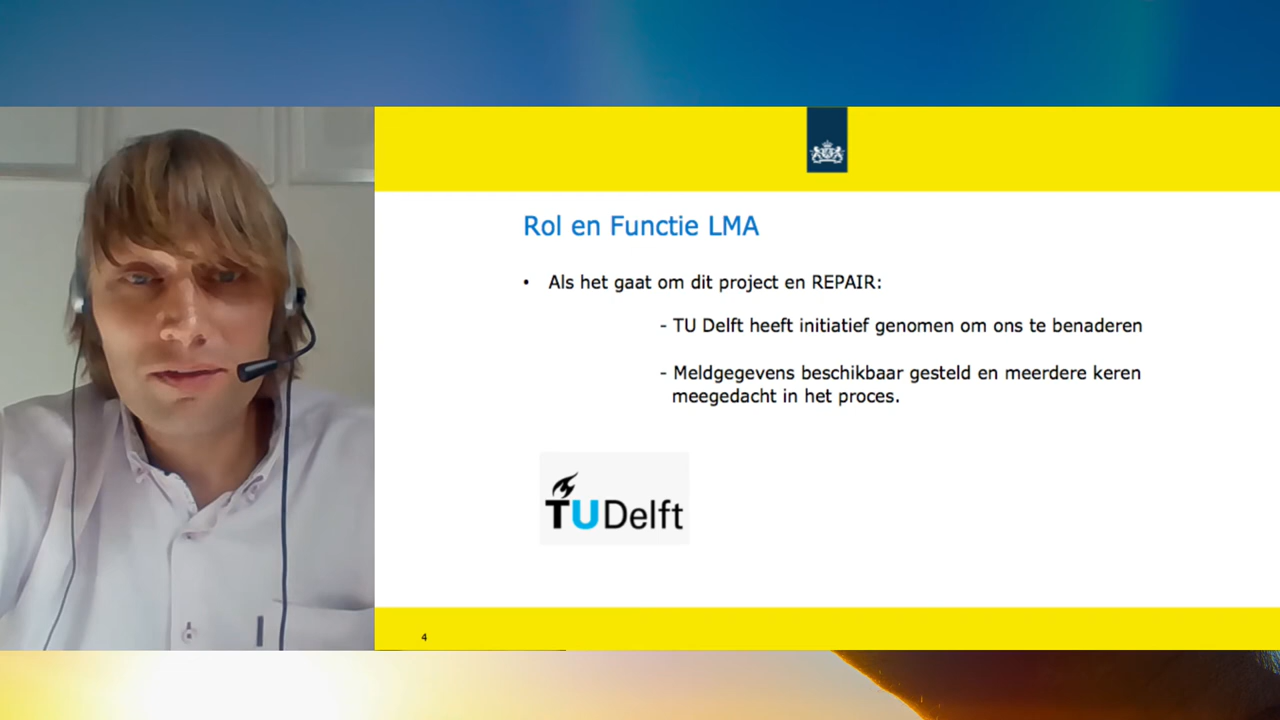 Rol en Functie LMA
• Als het gaat om dit project en REPAIR:
- TU Delft heeft initiatief genomen om ons te benaderen
- Meldgegevens beschikbaar gesteld en meerdere keren
meegedacht in het proces.
TUDelft
4